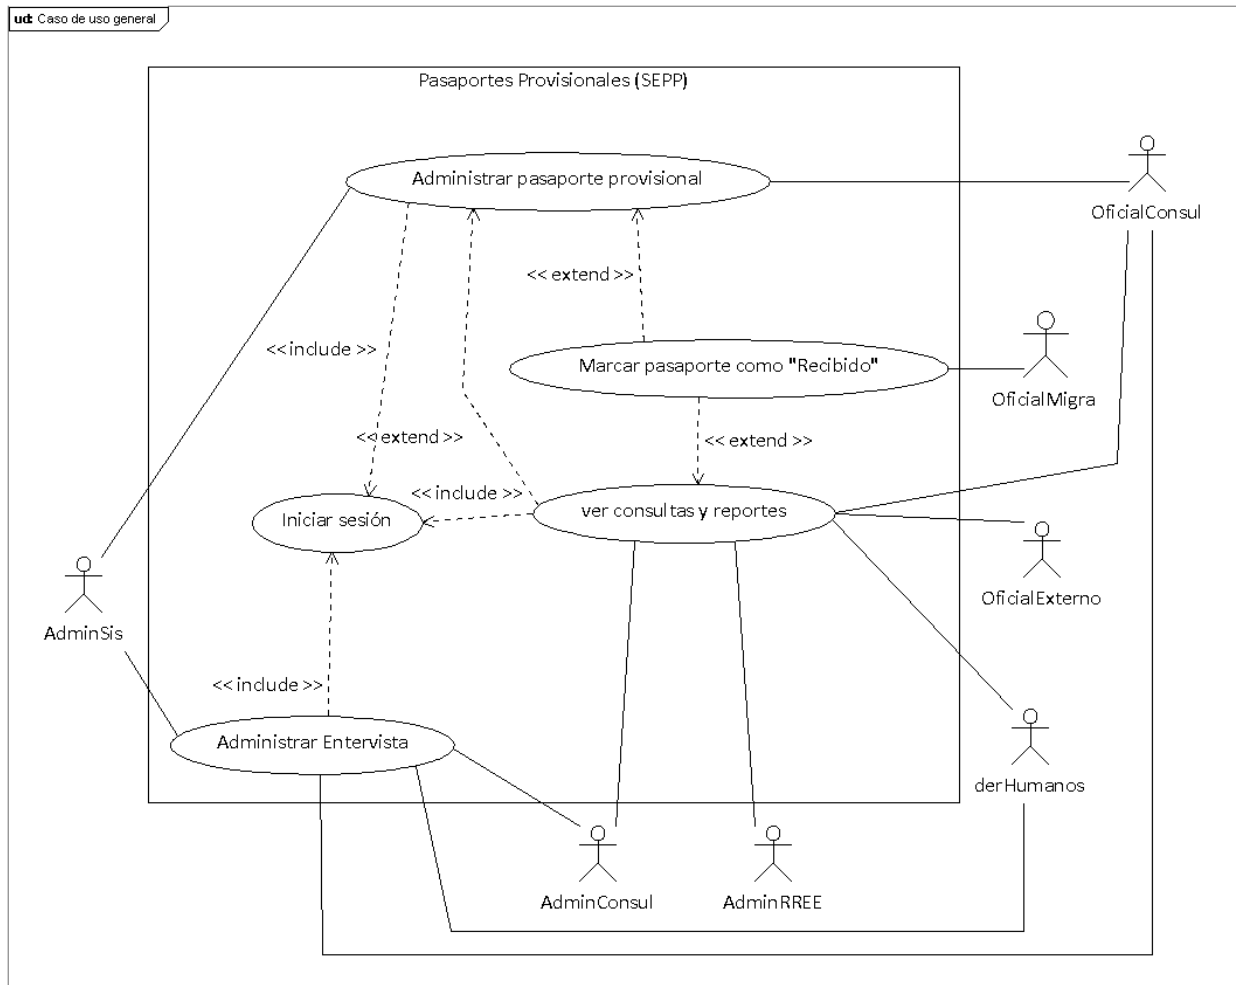 ud: Caso de uso general
Pasaportes Provisionales (SEPP)
Administrar pasaporte provisional
OficialConsul
<< extend >>
<<include >>
Marcar pasaporte como "Recibido"
OficialMigra
<< extend >>
<< extend >>
<< include >>
Iniciar sesión
ver consultas y reportes
OficialExterno
AdminSis
<< include >>
Administrar Entervista
derHumanos
AdminConsul
AdminRREE